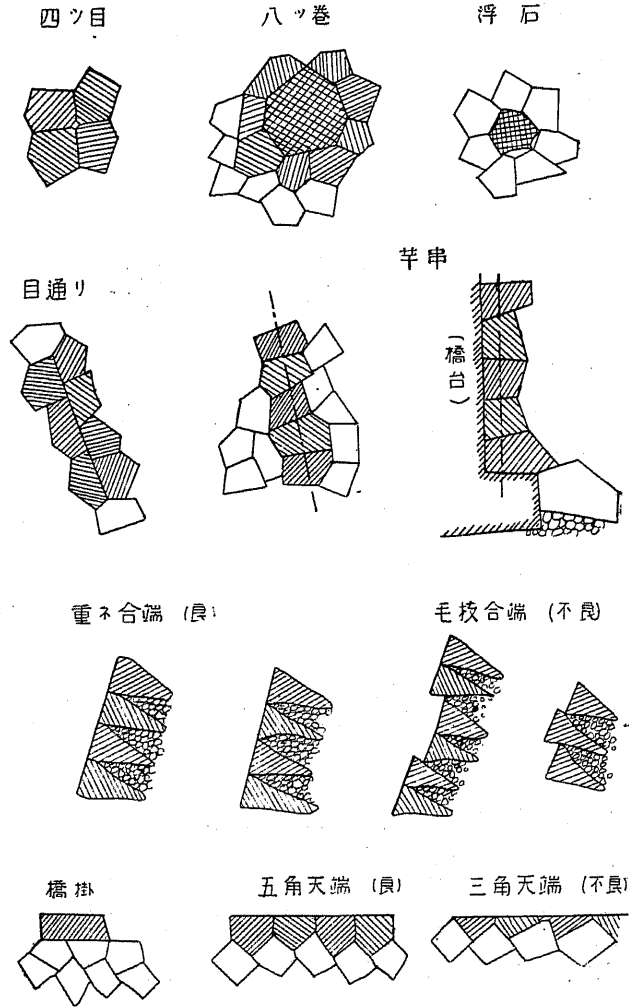 四ツ目 八ッ巻 浮石
芋串
目通り
(橋台)
重ネ合端 (良) 毛抜合端 (不良)
橋掛 五角天端 (良) 三角天端 (不良)